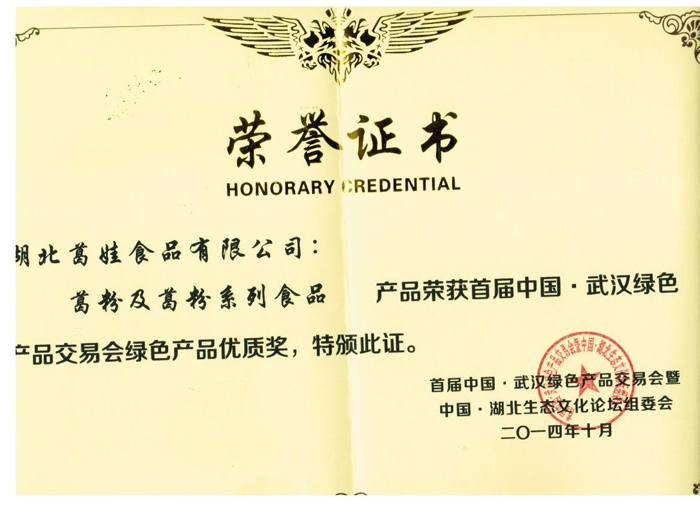 荣誉证书
HONORARY CREDENTIAL
湖北葛娃食品有限公司：
葛粉及葛粉系列食品 产品荣获首届中国·武汉绿色
产品交易会绿色产品优质奖，特颁此证。
首届中国·武汉绿色产品交易会暨
中国·湖北生态文化论坛组委会
二〇一四年十月